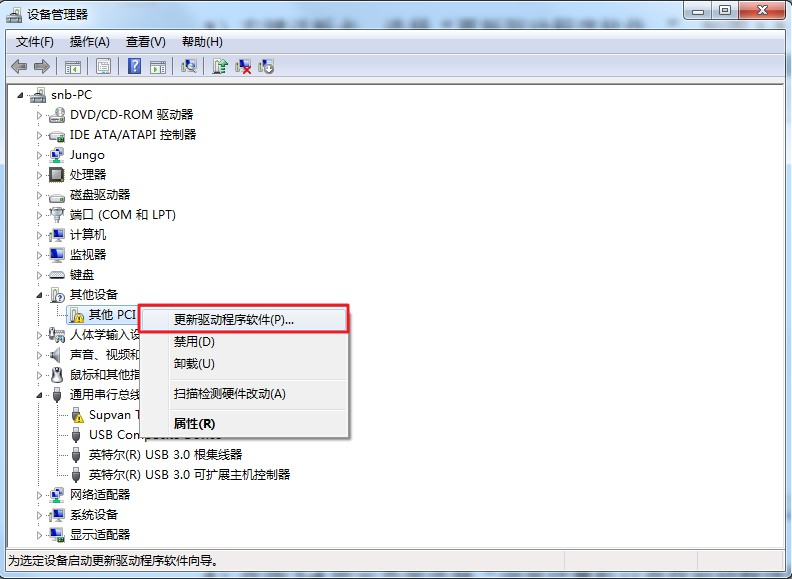 设备管理器
文件(F) 操作(A) 查看(V) 帮助(H)
snb-PC
DVD/CD-ROM 驱动器
IDE ATA/ATAPI 控制器
Jungo
处理器
磁盘驱动器
端口 (COM 和 LPT)
计算机
监视器
键盘
其他设备
其他 PCI
更新驱动程序软件(P)...
禁用(D)
卸载(U)
扫描检测硬件改动(A)
属性(R)
人体学输入设
声音、视频和
鼠标和其他指
通用串行总线
Supvan T
USB Composite Device
英特尔(R) USB 3.0 根集线器
英特尔(R) USB 3.0 可扩展主机控制器
网络适配器
系统设备
显示适配器
为选定设备启动更新驱动程序软件向导。